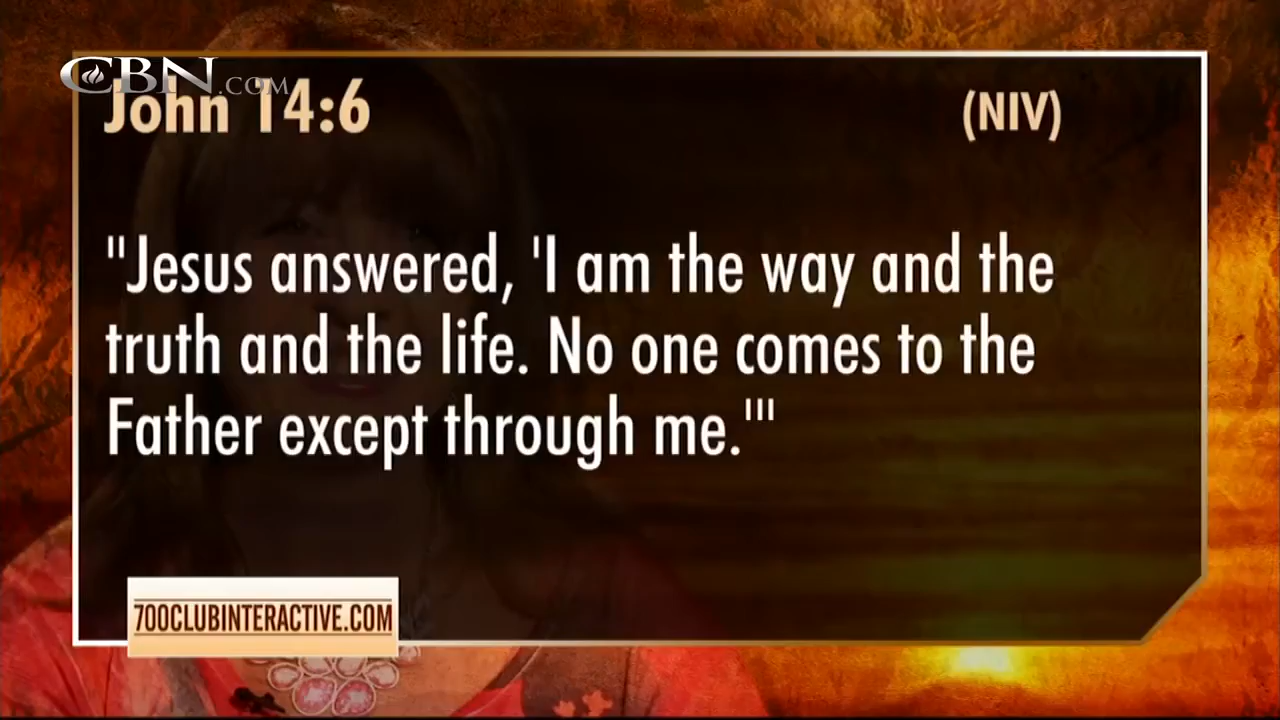 CBN.COM
John 14:6 (NIV)
"Jesus answered, 'I am the way and the
truth and the life. No one comes to the
Father except through me.'"
700CLUBINTERACTIVE.COM